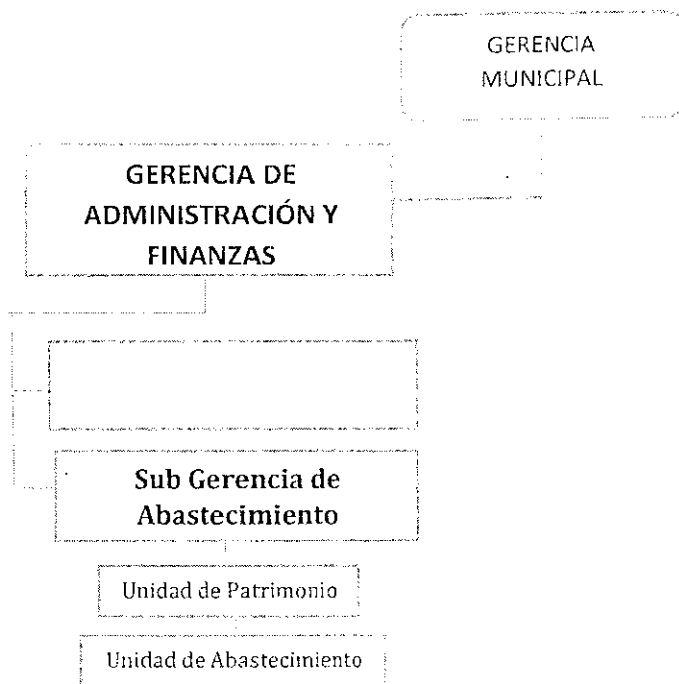 GERENCIA
MUNICIPAL
GERENCIA DE
ADMINISTRACIÓN Y
FINANZAS
Sub Gerencia de
Abastecimiento
Unidad de Patrimonio
Unidad de Abastecimiento